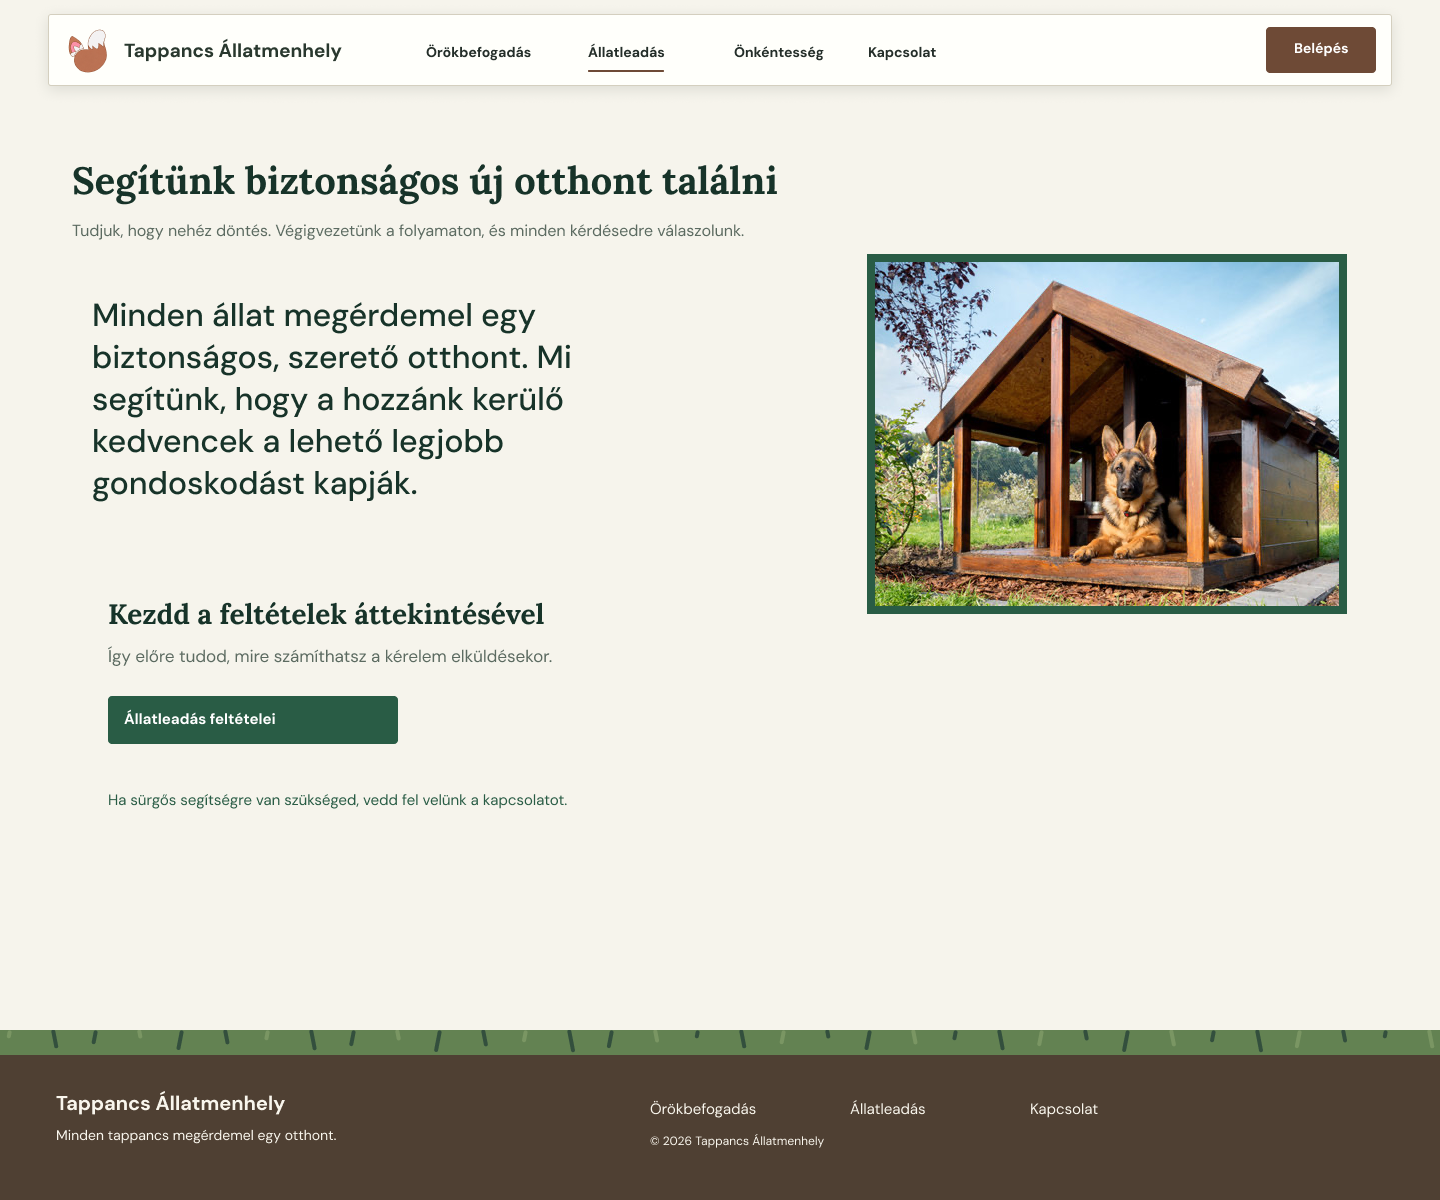 Tappancs Állatmenhely
Örökbefogadás
Állatleadás
Önkéntesség
Kapcsolat
Belépés
Segítünk biztonságos új otthont találni
Tudjuk, hogy nehéz döntés. Végigvezetünk a folyamaton, és minden kérdésedre válaszolunk.
Minden állat megérdemel egy
biztonságos, szerető otthont. Mi
segítünk, hogy a hozzánk kerülő
kedvencek a lehető legjobb
gondoskodást kapják.
Kezdd a feltételek áttekintésével
Így előre tudod, mire számíthatsz a kérelem elküldésekor.
Állatleadás feltételei
Ha sürgős segítségre van szükséged, vedd fel velünk a kapcsolatot.
Tappancs Állatmenhely
Minden tappancs megérdemel egy otthont.
Örökbefogadás
Állatleadás
Kapcsolat
© 2026 Tappancs Állatmenhely